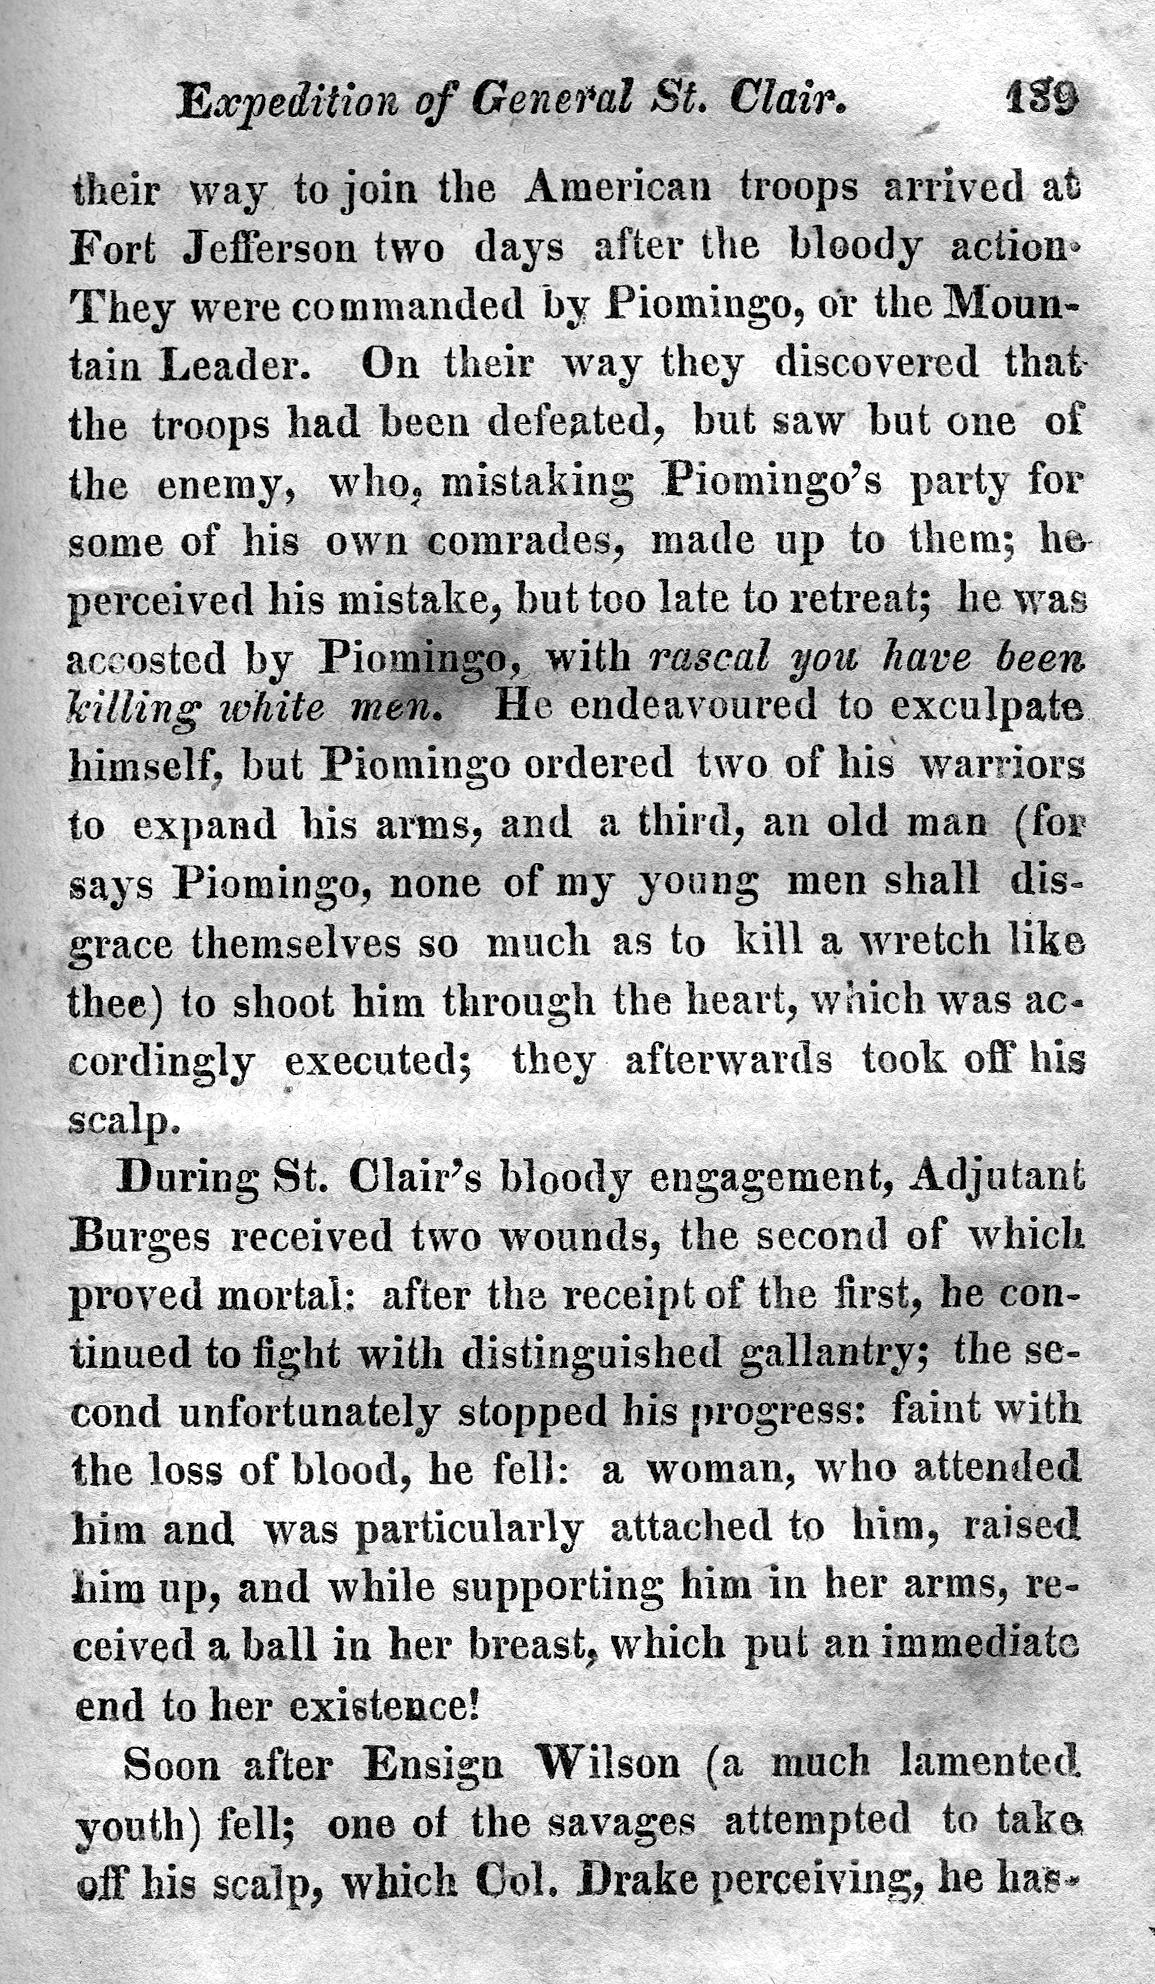 Expedition of General St. Clair. 139
their way to join the American troops arrived at
Fort Jefferson two days after the bloody action.
They were commanded by Piomingo, or the Moun-
tain Leader. On their way they discovered that
the troops had been defeated, but saw but one of
the enemy, who, mistaking Piomingo's party for
some of his own comrades, made up to them; he
perceived his mistake, but too late to retreat; he was
accosted by Piomingo, with rascal you have been
killing white men. He endeavoured to exculpate
himself, but Piomingo ordered two of his warriors
to expand his arms, and a third, an old man (for
says Piomingo, none of my young men shall dis-
grace themselves so much as to kill a wretch like
thee) to shoot him through the heart, which was ac-
cordingly executed; they afterwards took off his
scalp.
During St. Clair's bloody engagement, Adjutant
Burges received two wounds, the second of which
proved mortal: after the receipt of the first, he con-
tinued to fight with distinguished gallantry; the se-
cond unfortunately stopped his progress: faint with
the loss of blood, he fell: a woman, who attended
him and was particularly attached to him, raised
him up, and while supporting him in her arms, re-
ceived a ball in her breast, which put an immediate
end to her existence!
Soon after Ensign Wilson (a much lamented
youth) fell; one of the savages attempted to take
off his scalp, which Col. Drake perceiving, he has-